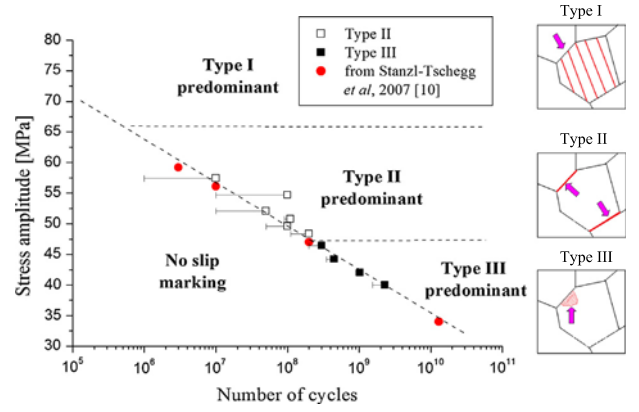 Type I
Type II
Type III
from Stanzl-Tschegg
et al, 2007 [10]
Type I
predominant
Type II
predominant
No slip
marking
Type III
predominant
Stress amplitude [MPa]
80
75
70
65
60
55
50
45
40
35
30
10^5
10^6
10^7
10^8
10^9
10^10
10^11
Number of cycles
Type II
Type III